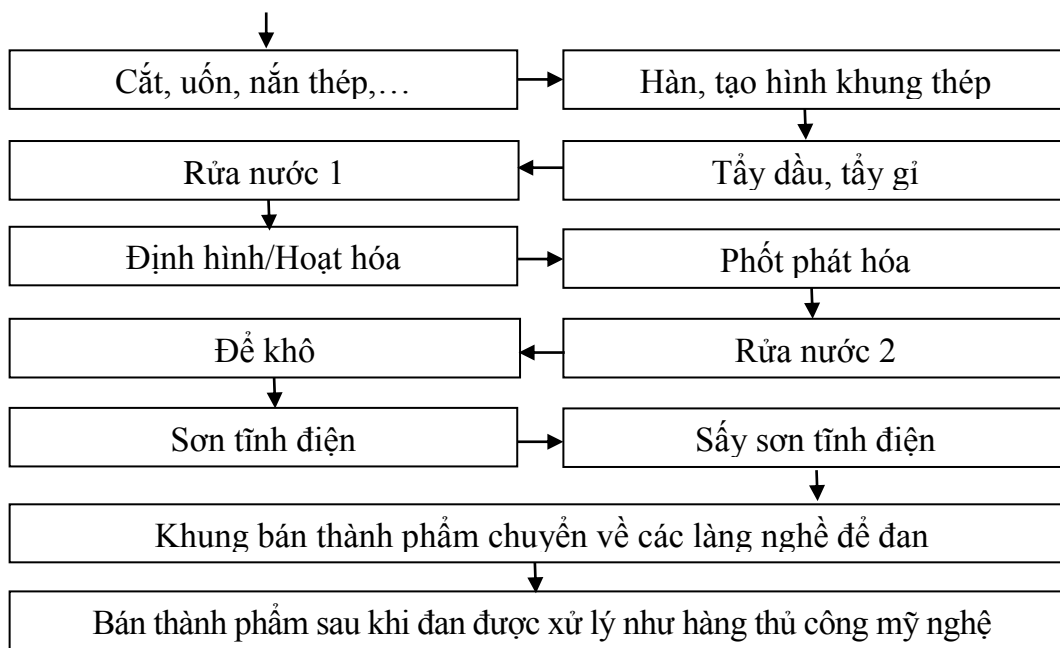 Cắt, uốn, nắn thép,…
Hàn, tạo hình khung thép
Tẩy dầu, tẩy gỉ
Rửa nước 1
Định hình/Hoạt hóa
Phốt phát hóa
Rửa nước 2
Để khô
Sơn tĩnh điện
Sấy sơn tĩnh điện
Khung bán thành phẩm chuyển về các làng nghề để đan
Bán thành phẩm sau khi đan được xử lý như hàng thủ công mỹ nghệ